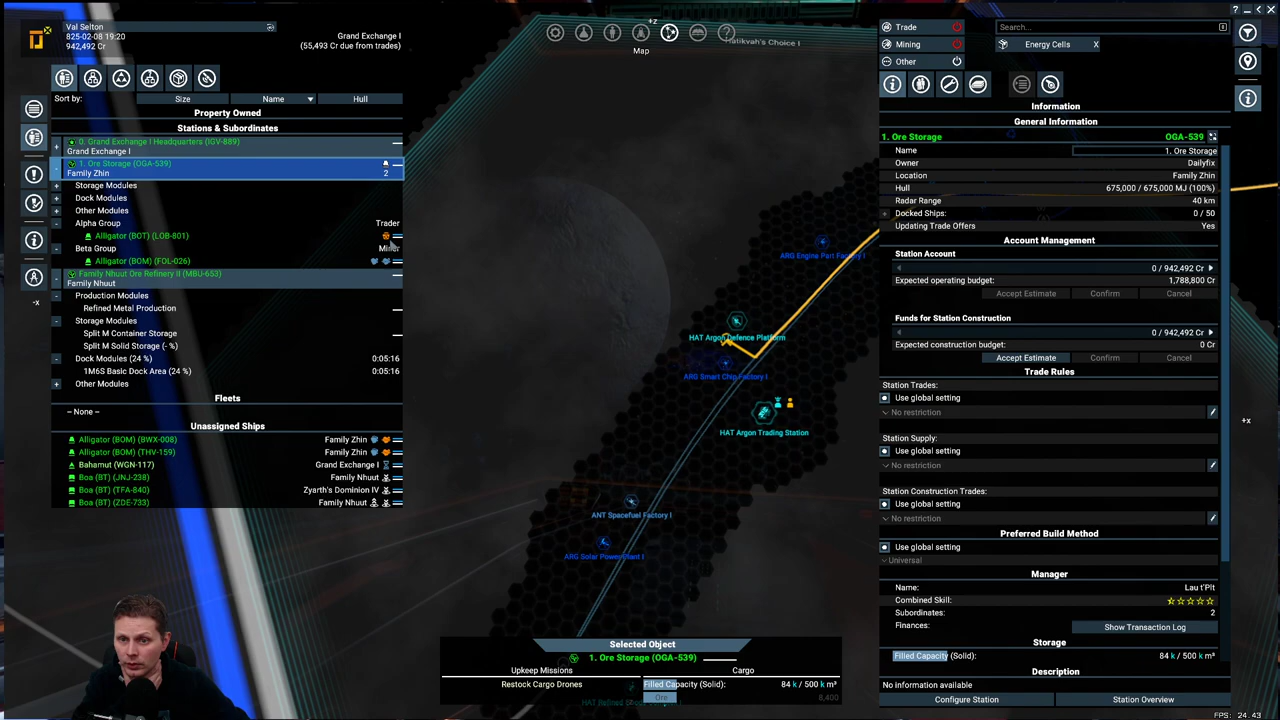 Val Selton
825-02-08 19:20
942,492 Cr
Grand Exchange I
(55,493 Cr due from trades)
Sort by:
Size
Name
Hull
Property Owned
Stations & Subordinates
0. Grand Exchange I Headquarters (IGV-889)
Grand Exchange I
1. Ore Storage (OGA-539)
Family Zhin
2
Storage Modules
Dock Modules
Other Modules
Alpha Group
Trader
Alligator (BOT) (LOB-801)
Beta Group
Alligator (BOM) (FOL-026)
Family Nhuut Ore Refinery II (MBU-653)
Family Nhuut
Production Modules
Refined Metal Production
Storage Modules
Split M Container Storage
Split M Solid Storage (- %)
Dock Modules (24 %)
0:05:16
1M6S Basic Dock Area (24 %)
0:05:16
Other Modules
Fleets
-- None --
Unassigned Ships
Alligator (BOM) (BWX-008)
Family Zhin
Alligator (BOM) (THV-159)
Family Zhin
Bahamut (WGN-117)
Grand Exchange I
Boa (BT) (JNJ-238)
Family Nhuut
Boa (BT) (TFA-840)
Zyarth's Dominion IV
Boa (BT) (ZDE-733)
Family Nhuut
-x
+z
Map
Hatikvah's Choice I
ARG Engine Part Factory I
HAT Argon Defence Platform
ARG Smart Chip Factory I
HAT Argon Trading Station
ANT Spacefuel Factory I
ARG Solar Power Plant I
Selected Object
1. Ore Storage (OGA-539)
Upkeep Missions
Cargo
Restock Cargo Drones
Filled Capacity (Solid):
84 k / 500 k m³
Ore
8,400
Trade
Mining
Other
Search...
Energy Cells
X
Information
General Information
1. Ore Storage
OGA-539
Name
1. Ore Storage
Owner
Dailyfix
Location
Family Zhin
Hull
675,000 / 675,000 MJ (100%)
Radar Range
40 km
Docked Ships:
0 / 50
Updating Trade Offers
Yes
Account Management
Station Account
0 / 942,492 Cr
Expected operating budget:
1,788,800 Cr
Accept Estimate
Confirm
Cancel
Funds for Station Construction
0 / 942,492 Cr
Expected construction budget:
0 Cr
Accept Estimate
Confirm
Cancel
Trade Rules
Station Trades:
Use global setting
No restriction
Station Supply:
Use global setting
No restriction
Station Construction Trades:
Use global setting
No restriction
Preferred Build Method
Use global setting
Universal
Manager
Name:
Lau t'Plt
Combined Skill:
Subordinates:
2
Finances:
Show Transaction Log
Storage
Filled Capacity (Solid):
84 k / 500 k m³
Description
No information available
Configure Station
Station Overview
+x
FPS: 24.43